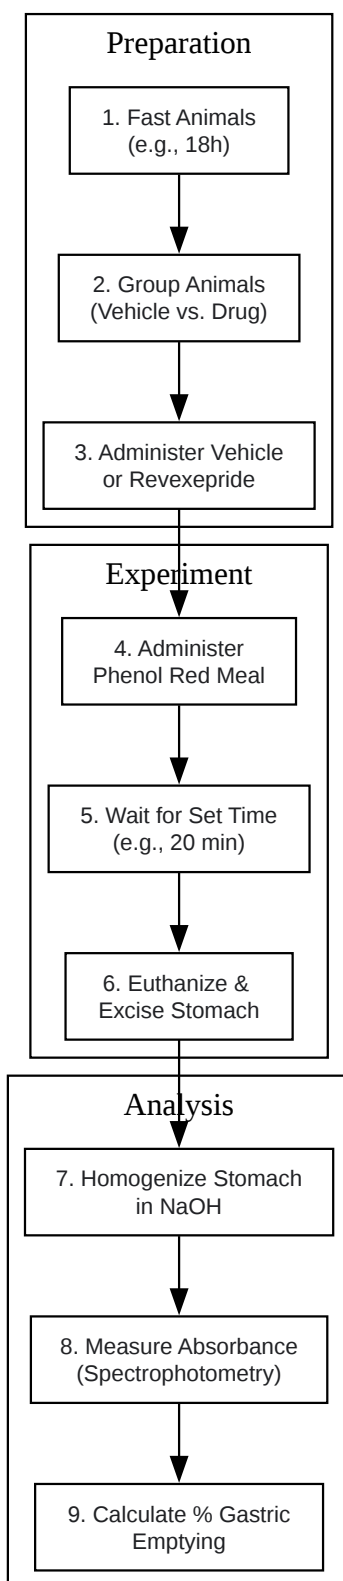 Preparation
1. Fast Animals
(e.g., 18h)
2. Group Animals
(Vehicle vs. Drug)
3. Administer Vehicle
or Revexepride
Experiment
4. Administer
Phenol Red Meal
5. Wait for Set Time
(e.g., 20 min)
6. Euthanize &
Excise Stomach
Analysis
7. Homogenize Stomach
in NaOH
8. Measure Absorbance
(Spectrophotometry)
9. Calculate % Gastric
Emptying